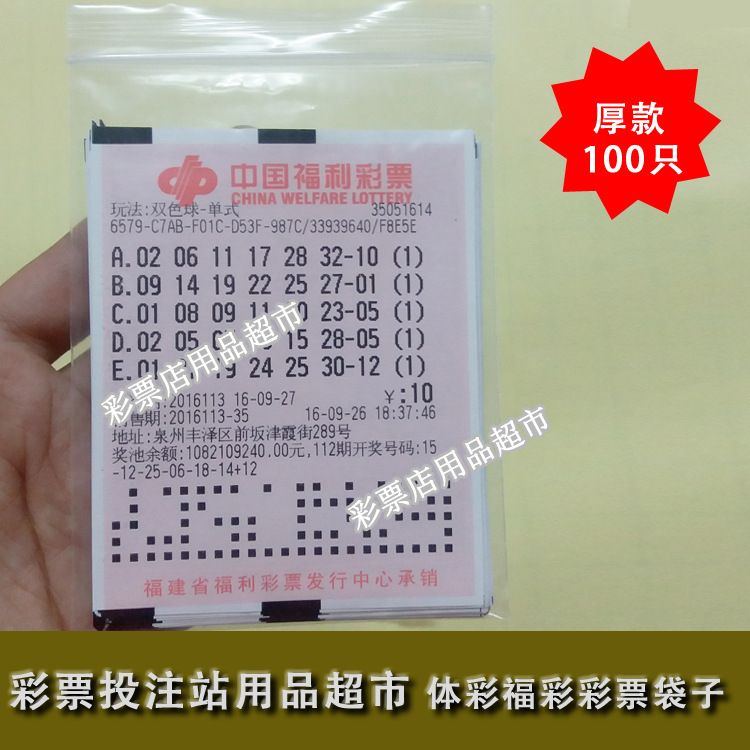 厚款
100只
中国福利彩票
CHINA WELFARE LOTTERY
玩法:双色球-单式 35051614
6579-C7AB-F01C-D53F-987C/33939640/F8E5E
A.02 06 11 17 28 32-10 (1)
B.09 14 19 22 25 27-01 (1)
C.01 08 09 11 0 23-05 (1)
D.02 05 15 28-05 (1)
E.01 19 24 25 30-12 (1)
号:2016113 16-09-27 ¥:10
售期:2016113-35 16-09-26 18:37:46
地址:泉州丰泽区前坂津霞街289号
奖池余额:1082109240.00元,112期开奖号码:15
-12-25-06-18-14+12
福建省福利彩票发行中心承销
彩票店用品超市
彩票店用品超市
彩票投注站用品超市 体彩福彩彩票袋子